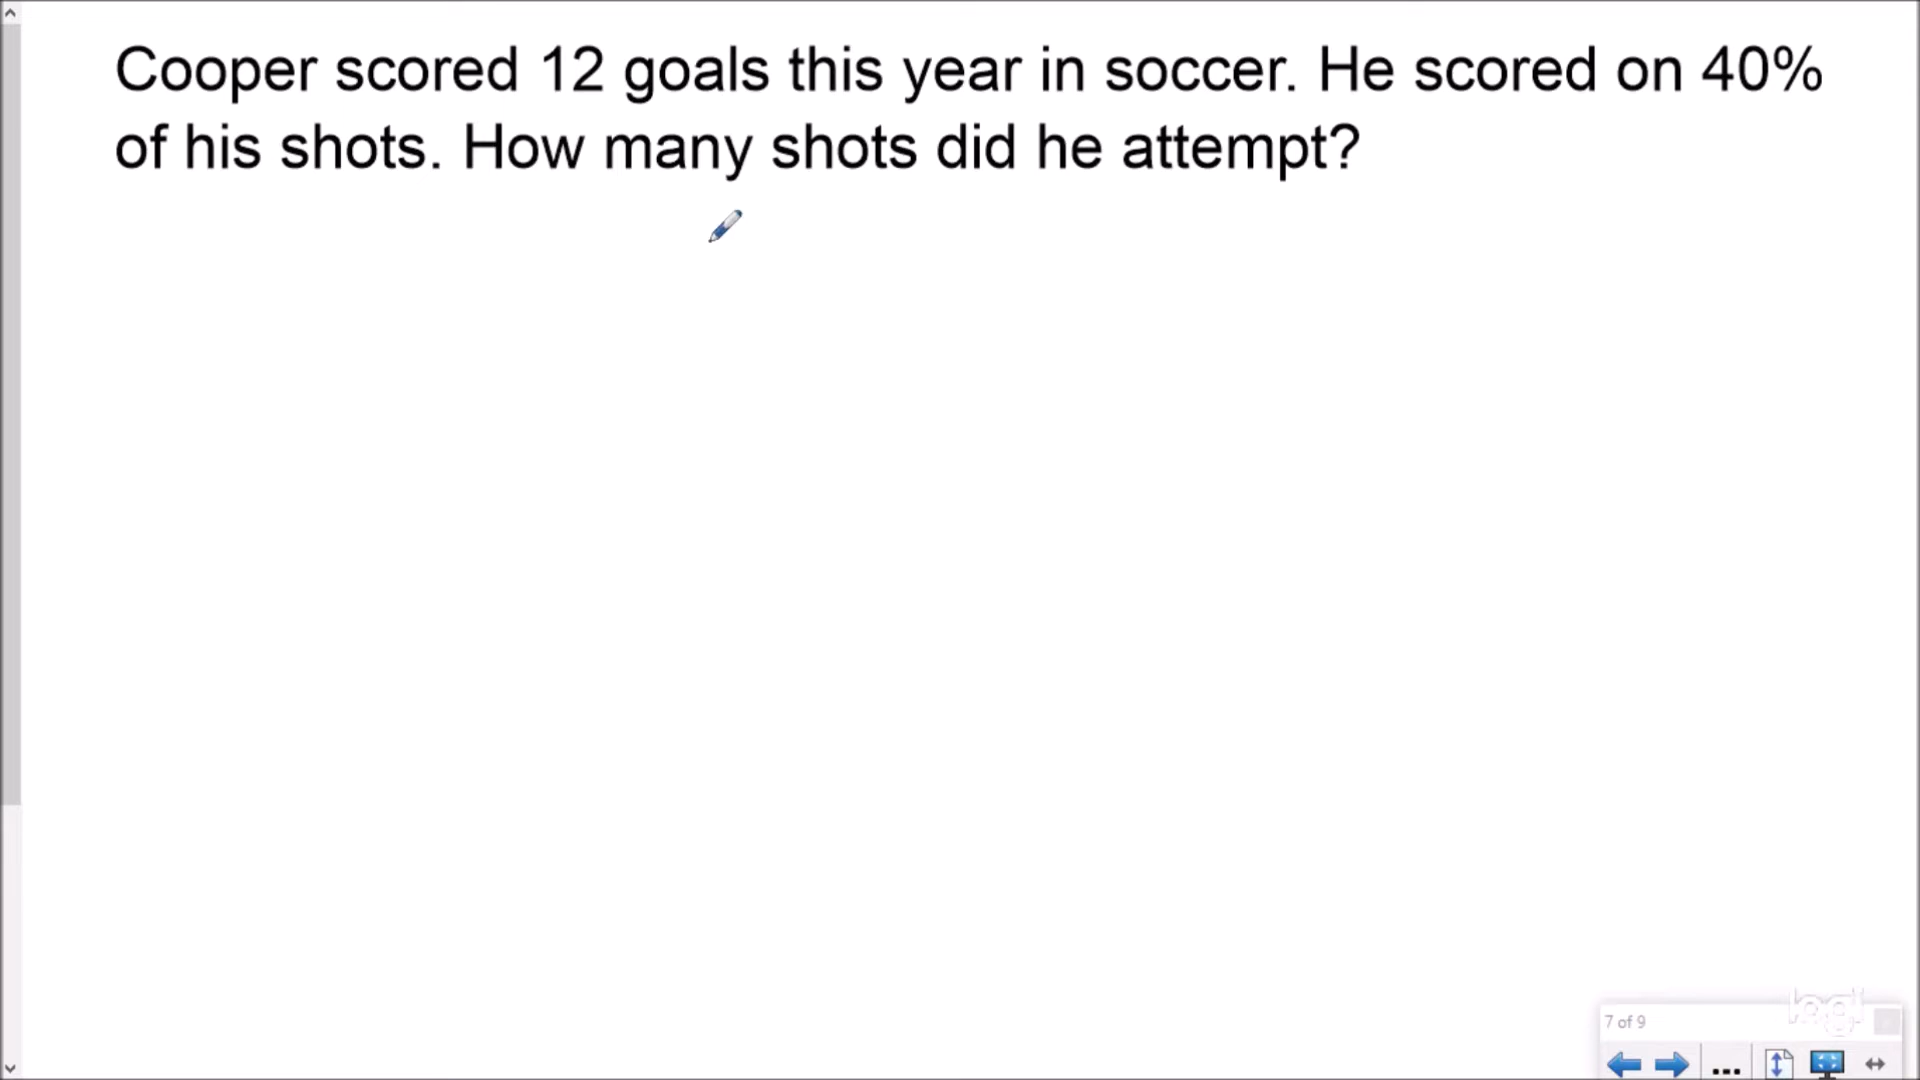 Cooper scored 12 goals this year in soccer. He scored on 40%
of his shots. How many shots did he attempt?
logi
7 of 9
...